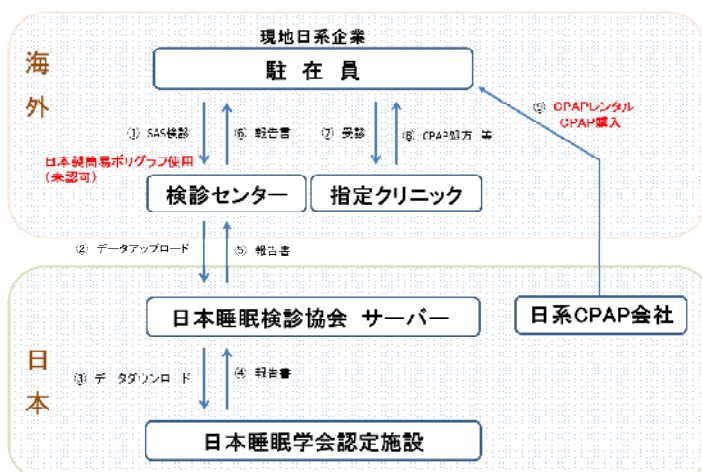 海外
現地日系企業
駐 在 員
① SAS検診
⑥ 報告書
⑦ 受診
⑧ CPAP処方 等
⑨ CPAPレンタル
CPAP購入
日本製簡易ポリグラフ使用
(未認可)
検診センター
指定クリニック
② データアップロード
⑤ 報告書
日本
日本睡眠検診協会 サーバー
日系CPAP会社
③ データダウンロード
④ 報告書
日本睡眠学会認定施設